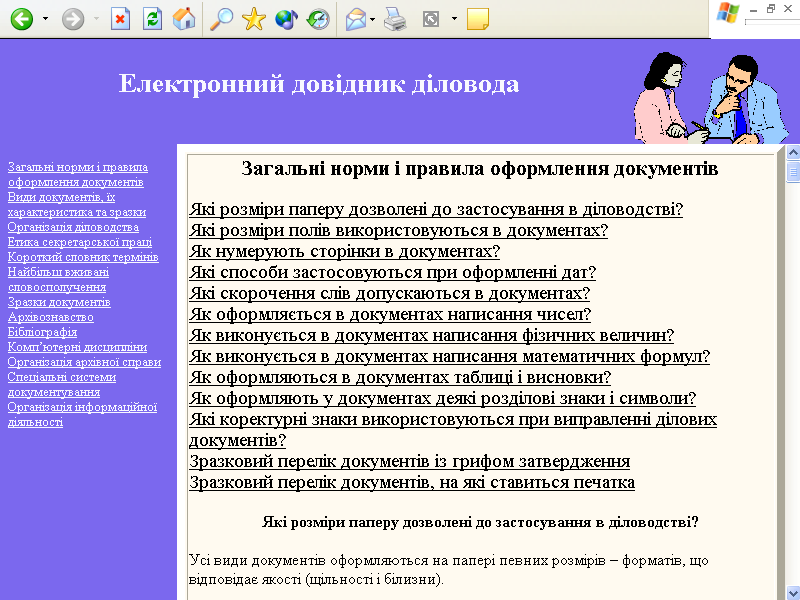 Електронний довідник діловода
Загальні норми і правила
оформлення документів
Види документів, їх
характеристика та зразки
Організація діловодства
Етика секретарської праці
Короткий словник термінів
Найбільш вживані
словосполучення
Зразки документів
Архівознавство
Бібліографія
Комп’ютерні дисципліни
Організація архівної справи
Спеціальні системи
документування
Організація інформаційної
діяльності
Загальні норми і правила оформлення документів
Які розміри паперу дозволені до застосування в діловодстві?
Які розміри полів використовуються в документах?
Як нумерують сторінки в документах?
Які способи застосовуються при оформленні дат?
Які скорочення слів допускаються в документах?
Як оформляється в документах написання чисел?
Як виконується в документах написання фізичних величин?
Як виконується в документах написання математичних формул?
Як оформляються в документах таблиці і висновки?
Як оформляють у документах деякі розділові знаки і символи?
Які коректурні знаки використовуються при виправленні ділових
документів?
Зразковий перелік документів із грифом затвердження
Зразковий перелік документів, на які ставиться печатка
Які розміри паперу дозволені до застосування в діловодстві?
Усі види документів оформляються на папері певних розмірів – форматів, що
відповідає якості (щільності і білизни).